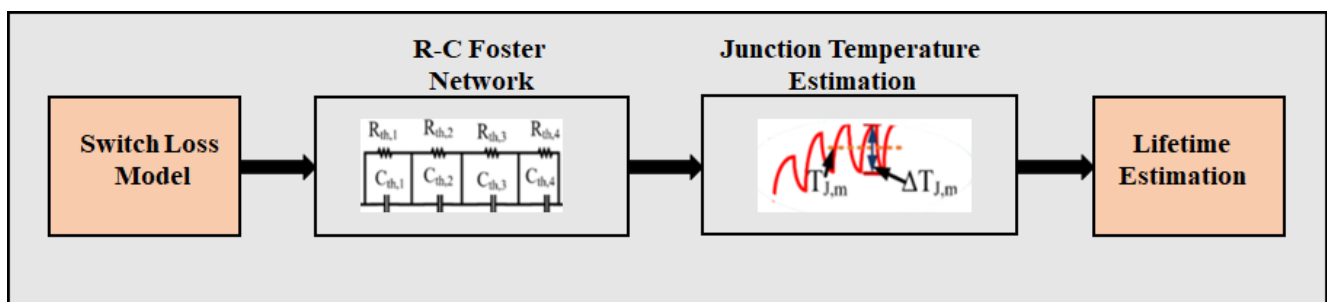 R-C Foster
Network
Junction Temperature
Estimation
Switch Loss
Model
Rth,1 Rth,2 Rth,3 Rth,4
Cth,1 Cth,2 Cth,3 Cth,4
TJ,m
ΔTJ,m
Lifetime
Estimation